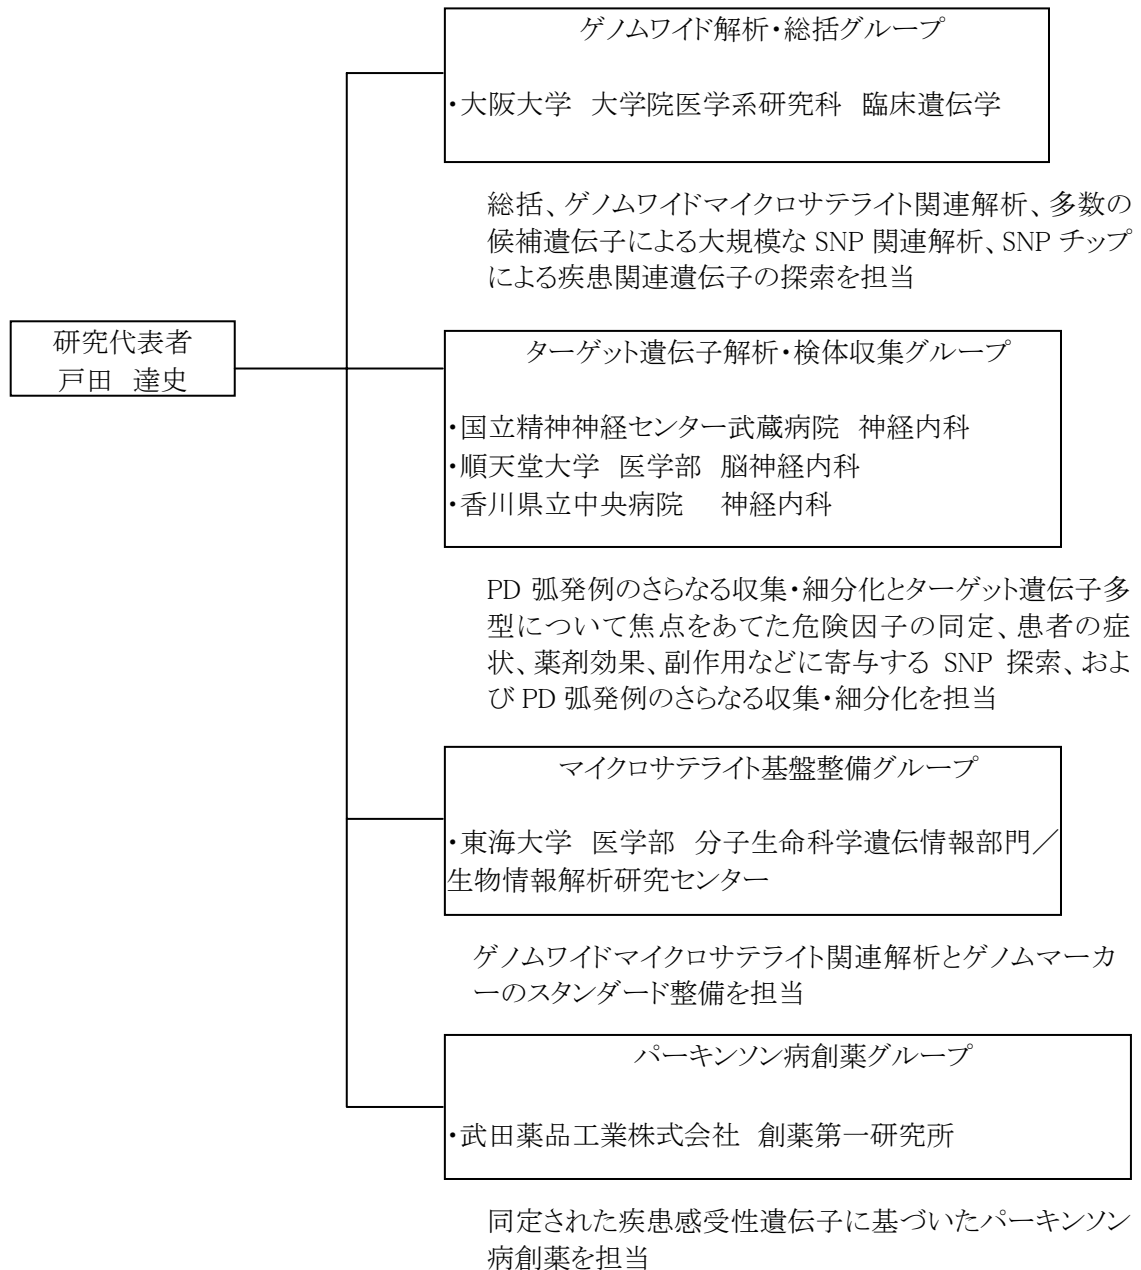 ゲノムワイド解析・総括グループ
・大阪大学　大学院医学系研究科　臨床遺伝学
総括、ゲノムワイドマイクロサテライト関連解析、多数の
候補遺伝子による大規模な SNP 関連解析、SNP チップ
による疾患関連遺伝子の探索を担当
研究代表者
戸田　達史
ターゲット遺伝子解析・検体収集グループ
・国立精神神経センター武蔵病院　神経内科
・順天堂大学　医学部　脳神経内科
・香川県立中央病院　　神経内科
PD 弧発例のさらなる収集・細分化とターゲット遺伝子多
型について焦点をあてた危険因子の同定、患者の症
状、薬剤効果、副作用などに寄与する SNP 探索、およ
び PD 弧発例のさらなる収集・細分化を担当
マイクロサテライト基盤整備グループ
・東海大学　医学部　分子生命科学遺伝情報部門／
生物情報解析研究センター
ゲノムワイドマイクロサテライト関連解析とゲノムマーカ
ーのスタンダード整備を担当
パーキンソン病創薬グループ
・武田薬品工業株式会社　創薬第一研究所
同定された疾患感受性遺伝子に基づいたパーキンソン
病創薬を担当